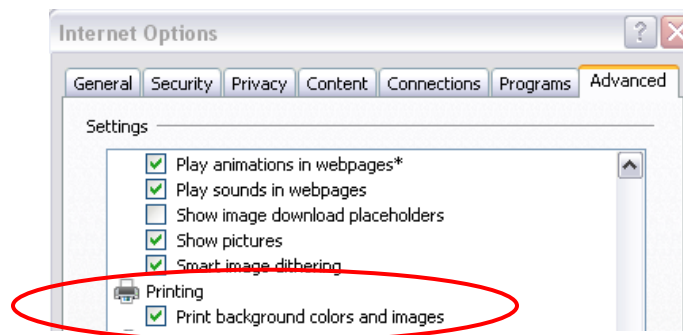 Internet Options
General Security Privacy Content Connections Programs Advanced
Settings
Play animations in webpages*
Play sounds in webpages
Show image download placeholders
Show pictures
Smart image dithering
Printing
Print background colors and images